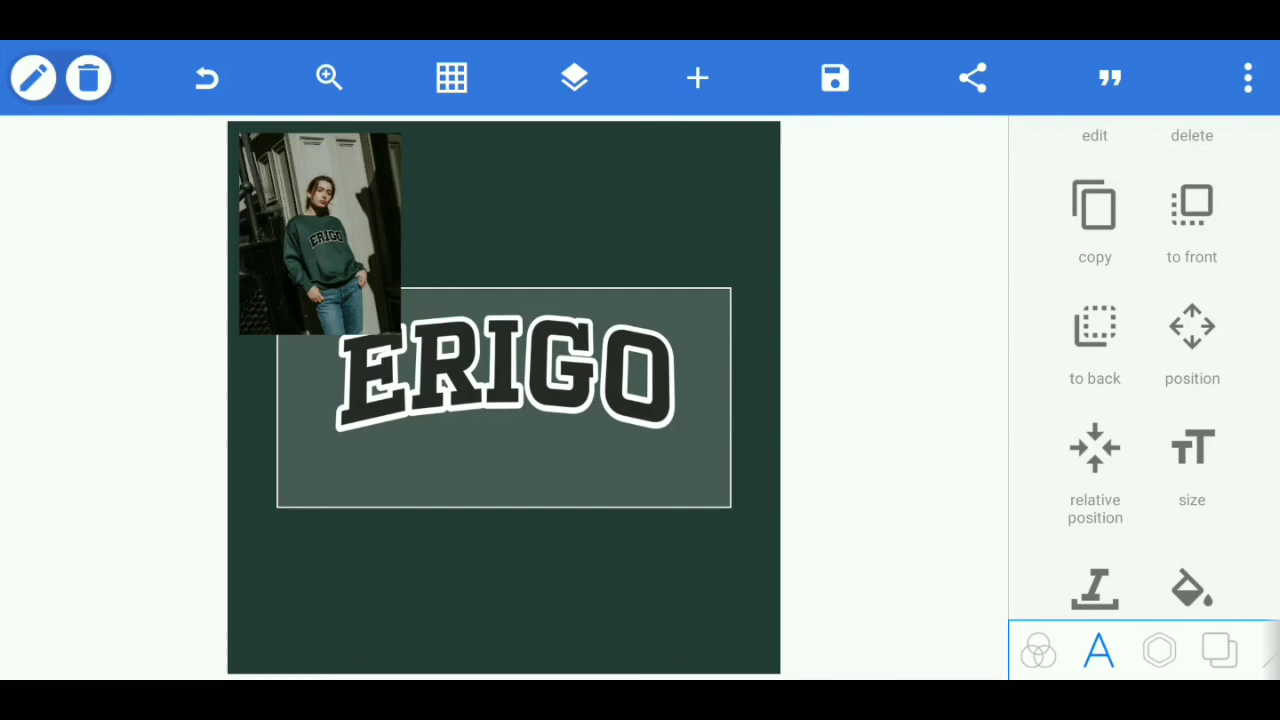 edit delete
copy to front
ERIGO
to back position
ERIGO
relative position size